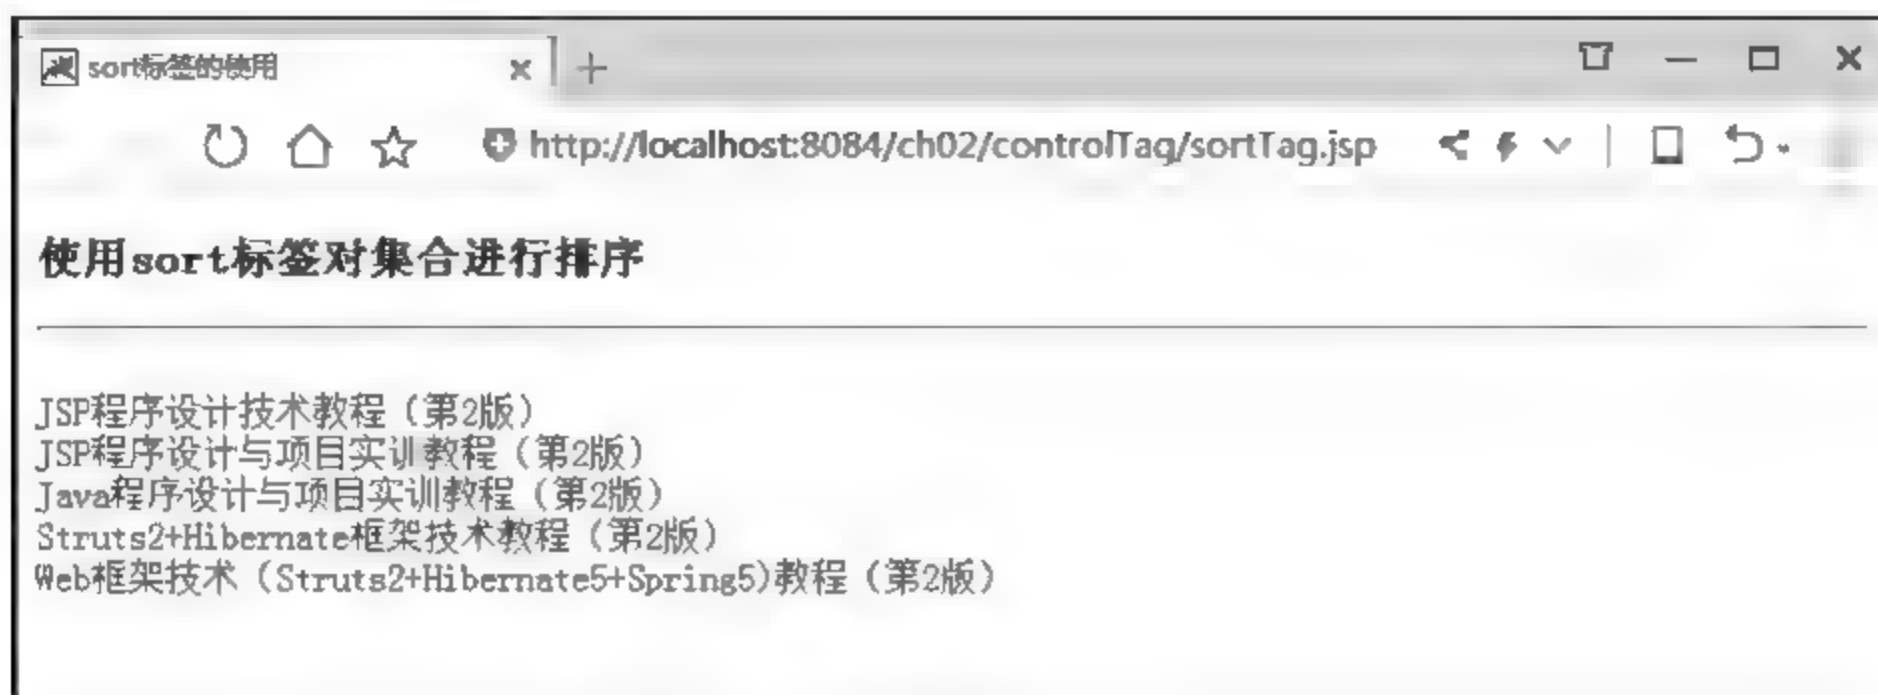 sort标签的使用
http://localhost:8084/ch02/controlTag/sortTag.jsp
使用sort标签对集合进行排序
JSP程序设计技术教程（第2版）
JSP程序设计与项目实训教程（第2版）
Java程序设计与项目实训教程（第2版）
Struts2+Hibernate框架技术教程（第2版）
Web框架技术（Struts2+Hibernate5+Spring5)教程（第2版）